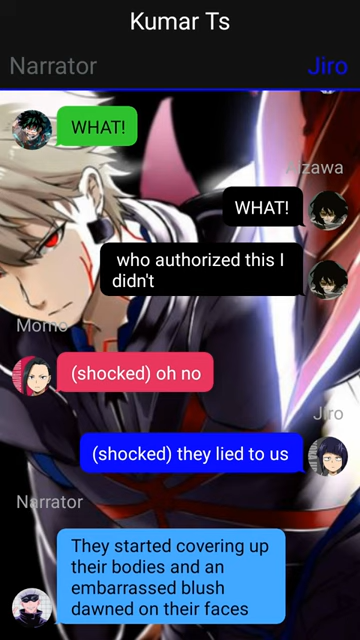 Kumar Ts
Narrator
Jiro
WHAT!
Aizawa
WHAT!
who authorized this I
didn't
Momo
(shocked) oh no
Jiro
(shocked) they lied to us
Narrator
They started covering up
their bodies and an
embarrassed blush
dawned on their faces